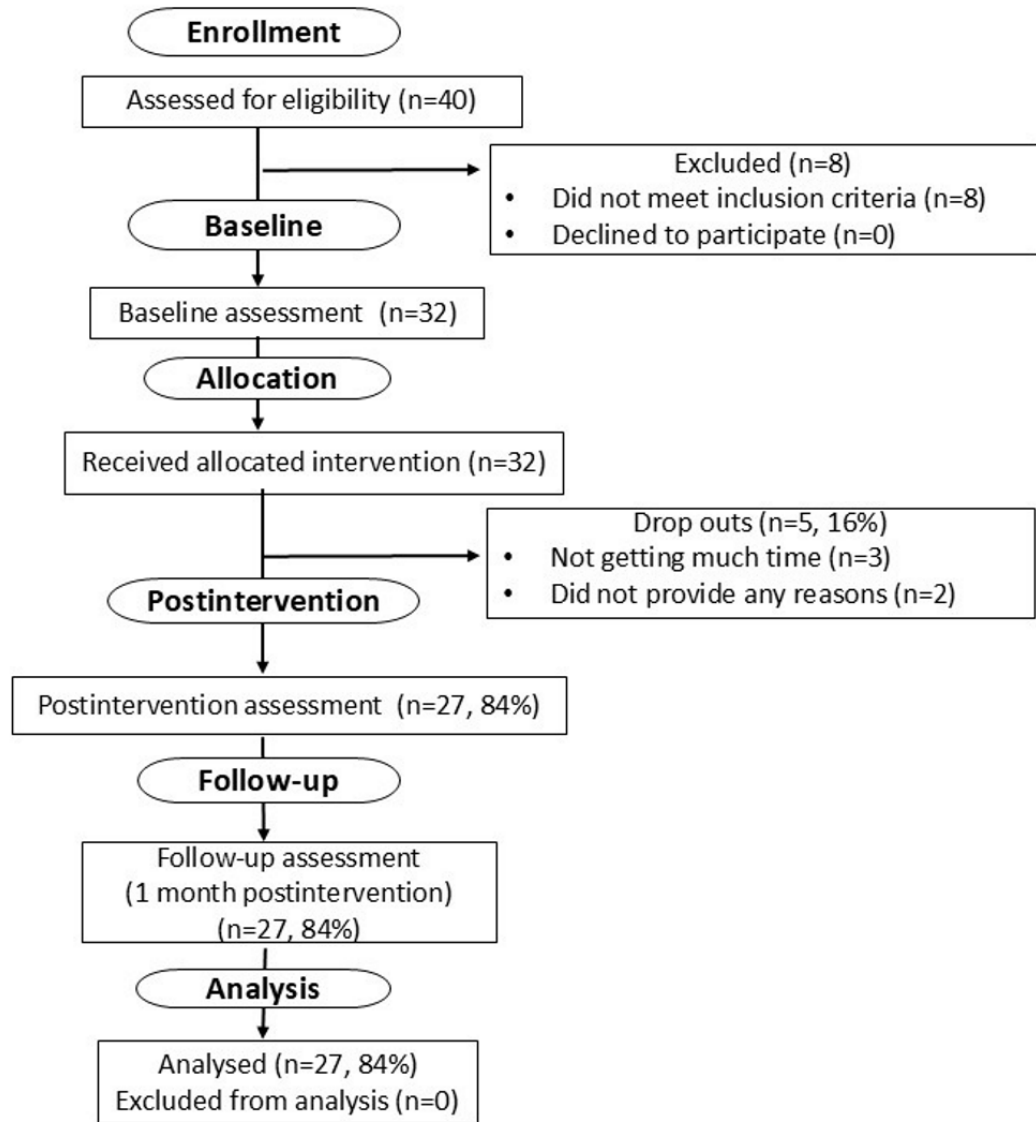 Enrollment
Assessed for eligibility (n=40)
Excluded (n=8)
• Did not meet inclusion criteria (n=8)
• Declined to participate (n=0)
Baseline
Baseline assessment (n=32)
Allocation
Received allocated intervention (n=32)
Drop outs (n=5, 16%)
• Not getting much time (n=3)
• Did not provide any reasons (n=2)
Postintervention
Postintervention assessment (n=27, 84%)
Follow-up
Follow-up assessment
(1 month postintervention)
(n=27, 84%)
Analysis
Analysed (n=27, 84%)
Excluded from analysis (n=0)